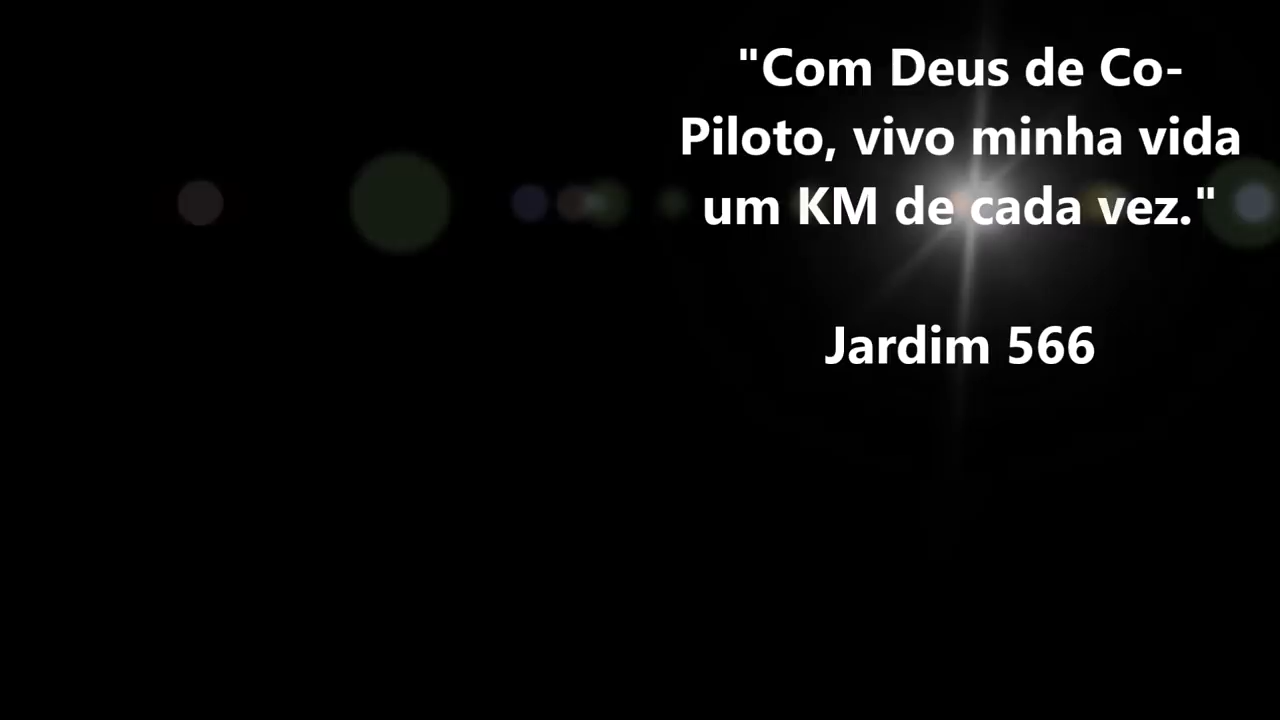 "Com Deus de Co-
Piloto, vivo minha vida
um KM de cada vez."
Jardim 566